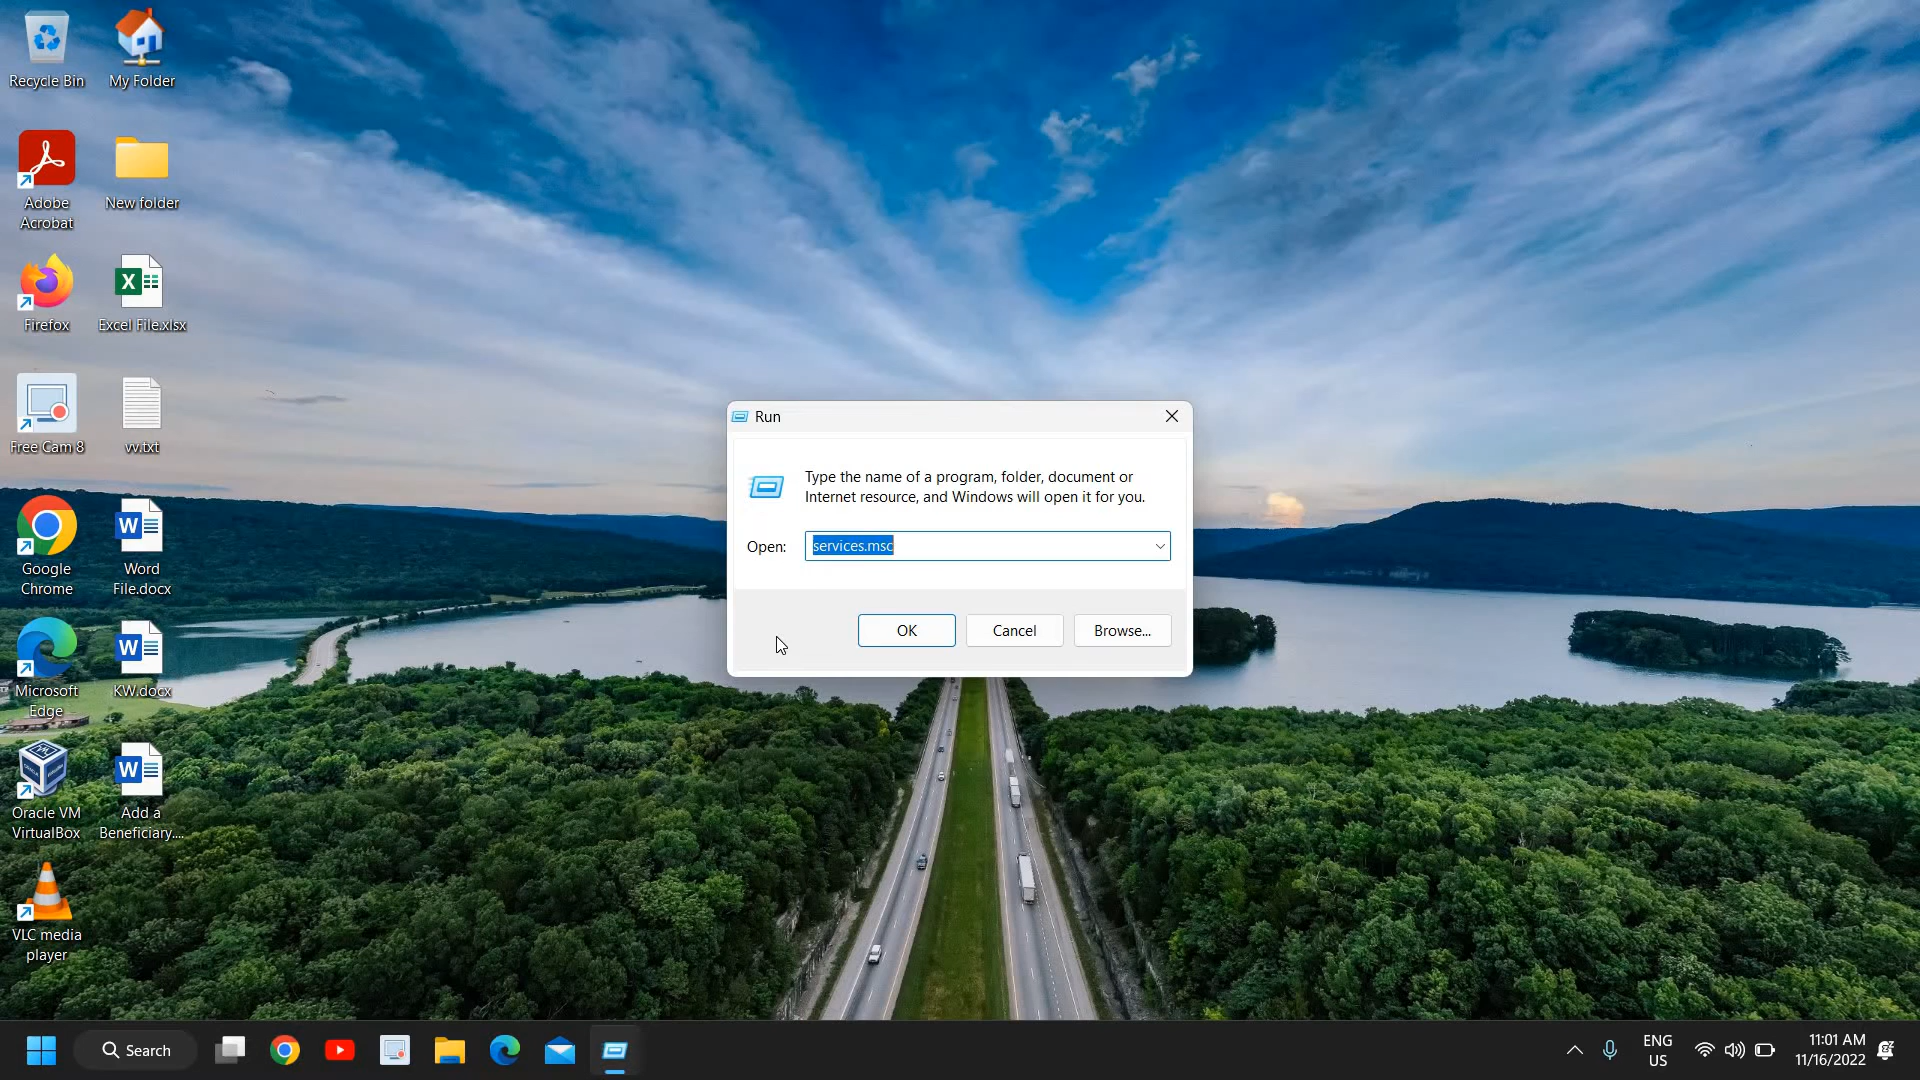 Recycle Bin
My Folder
Adobe
Acrobat
New folder
Firefox
Excel File.xlsx
Free Cam 8
vv.txt
Google
Chrome
Word
File.docx
Microsoft
Edge
KW.docx
Oracle VM
VirtualBox
Add a
Beneficiary....
VLC media
player
Run
Type the name of a program, folder, document or
Internet resource, and Windows will open it for you.
Open: services.msc
OK Cancel Browse...
Search
ENG
US
11:01 AM
11/16/2022